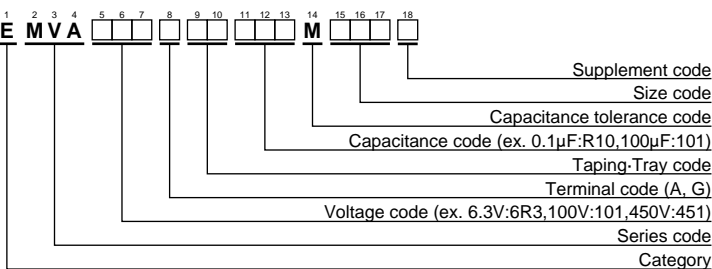 1 2 3 4 5 6 7 8 9 10 11 12 13 14 15 16 17 18
E M V A M
Supplement code
Size code
Capacitance tolerance code
Capacitance code (ex. 0.1μF:R10,100μF:101)
Taping·Tray code
Terminal code (A, G)
Voltage code (ex. 6.3V:6R3,100V:101,450V:451)
Series code
Category